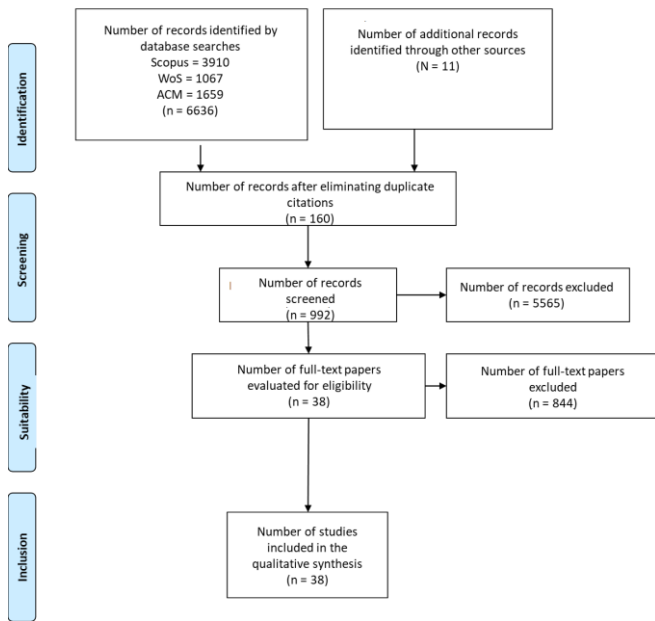 Number of records identified by
database searches
Scopus = 3910
WoS = 1067
ACM = 1659
(n = 6636)
Number of additional records
identified through other sources
(N = 11)
Identification
Number of records after eliminating duplicate
citations
(n = 160)
Screening
Number of records
screened
(n = 992)
Number of records excluded
(n = 5565)
Number of full-text papers
evaluated for eligibility
(n = 38)
Number of full-text papers
excluded
(n = 844)
Suitability
Number of studies
included in the
qualitative synthesis
(n = 38)
Inclusion